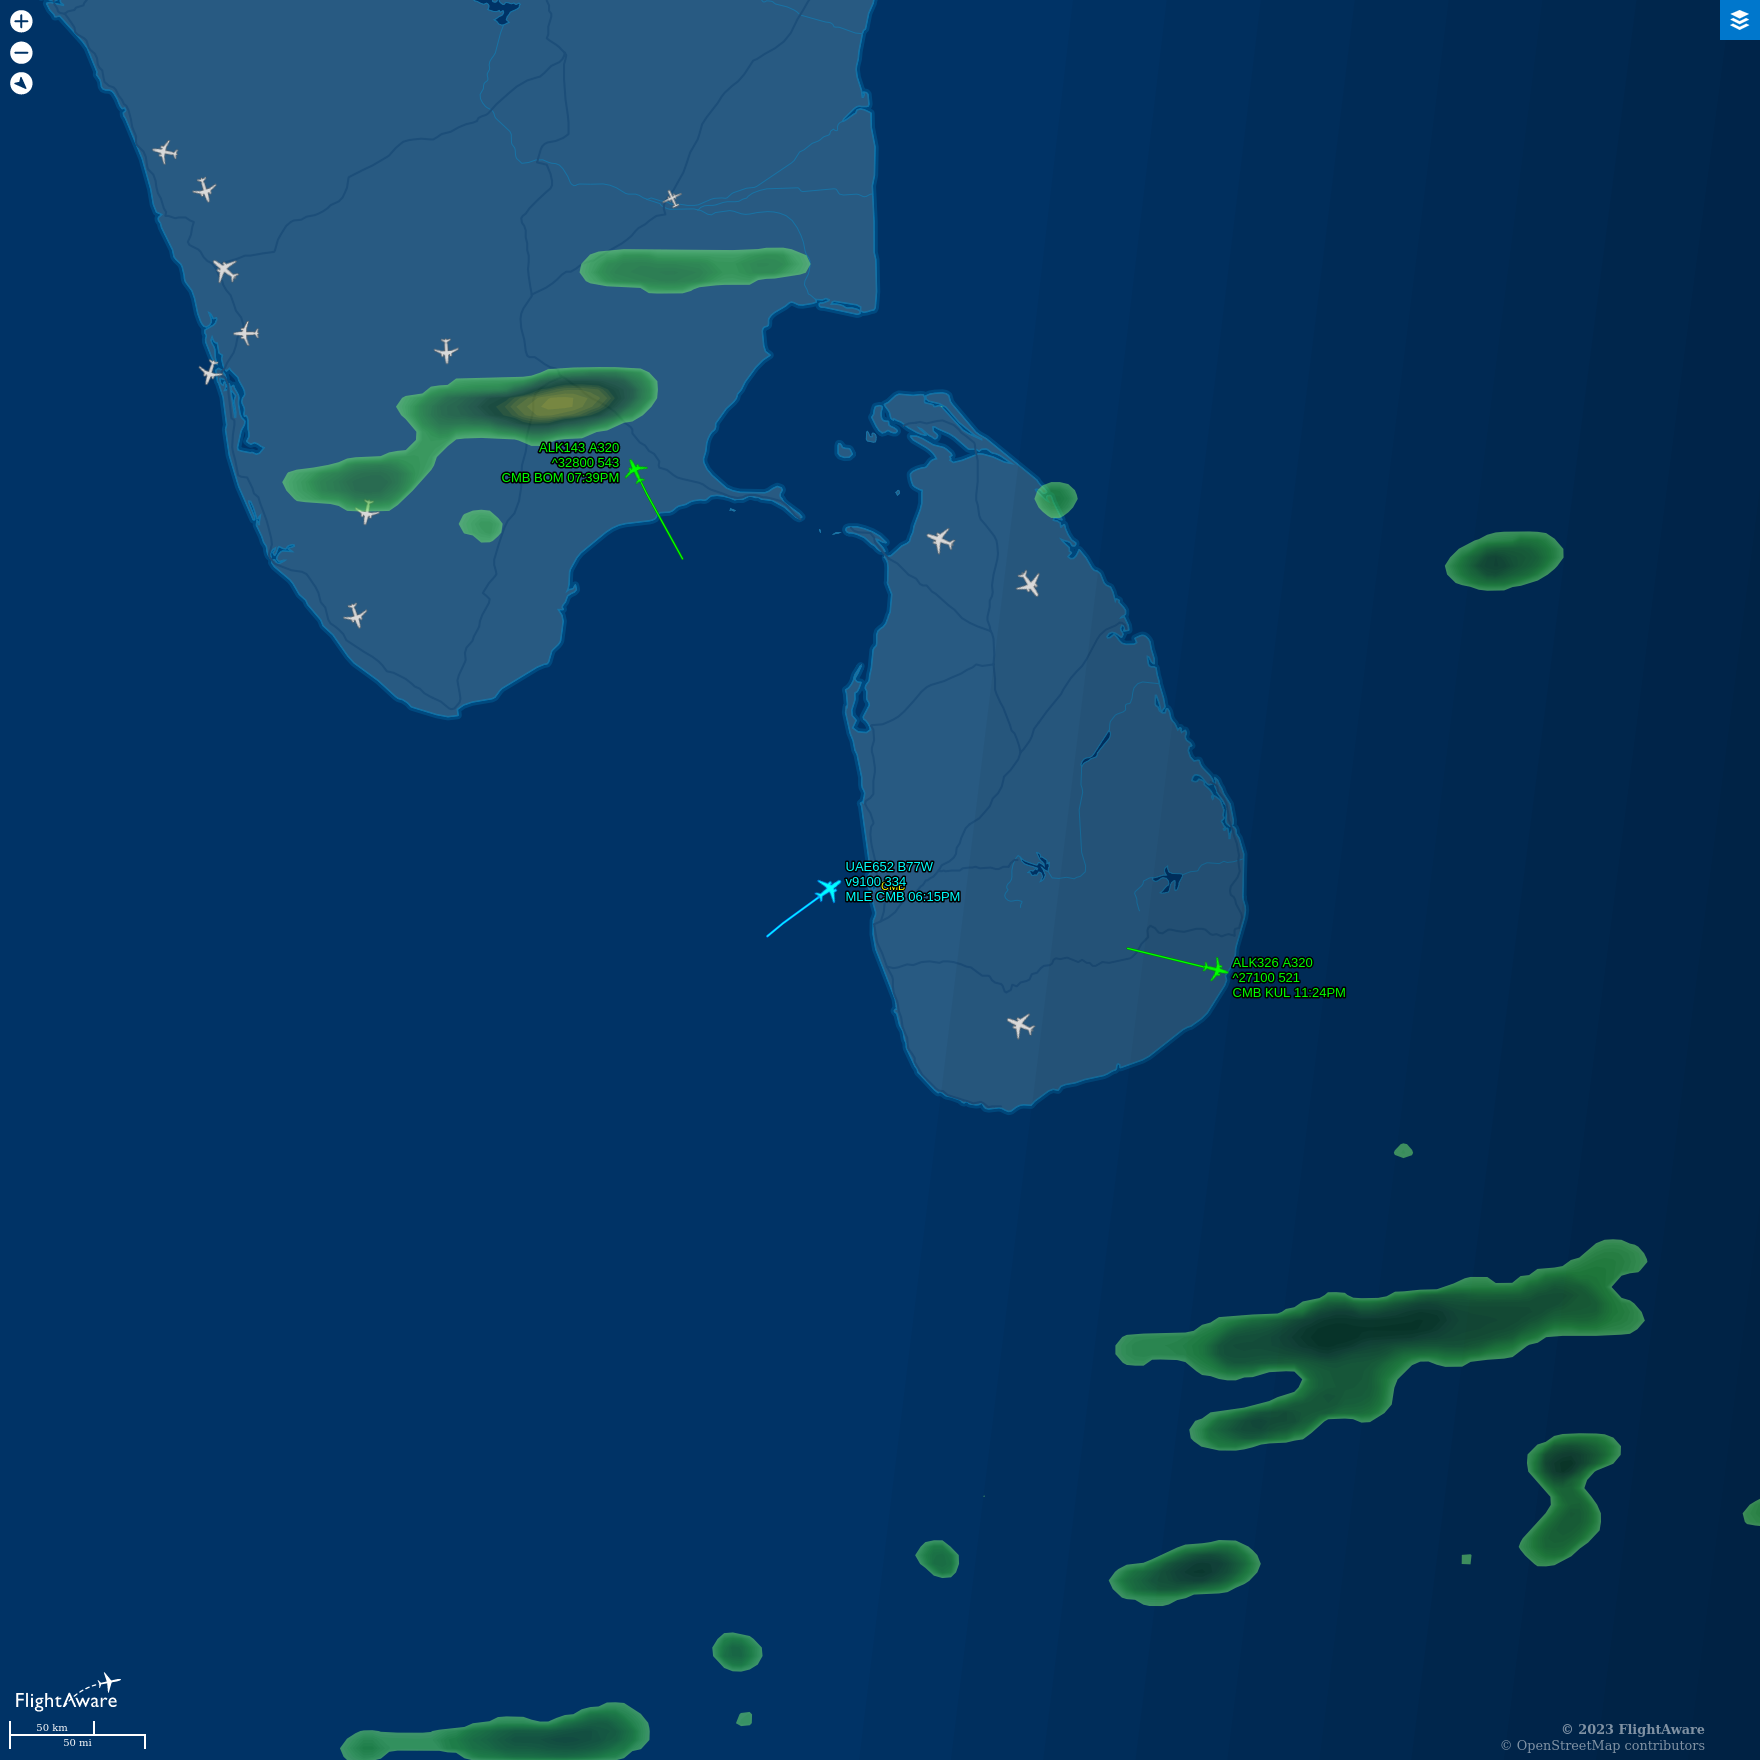 ALK143 A320
^32800 543
CMB BOM 07:39PM
UAE652 B77W
v9100 334
CMB
MLE CMB 06:15PM
ALK326 A320
^27100 521
CMB KUL 11:24PM
FlightAware
50 km
50 mi
© 2023 FlightAware
© OpenStreetMap contributors